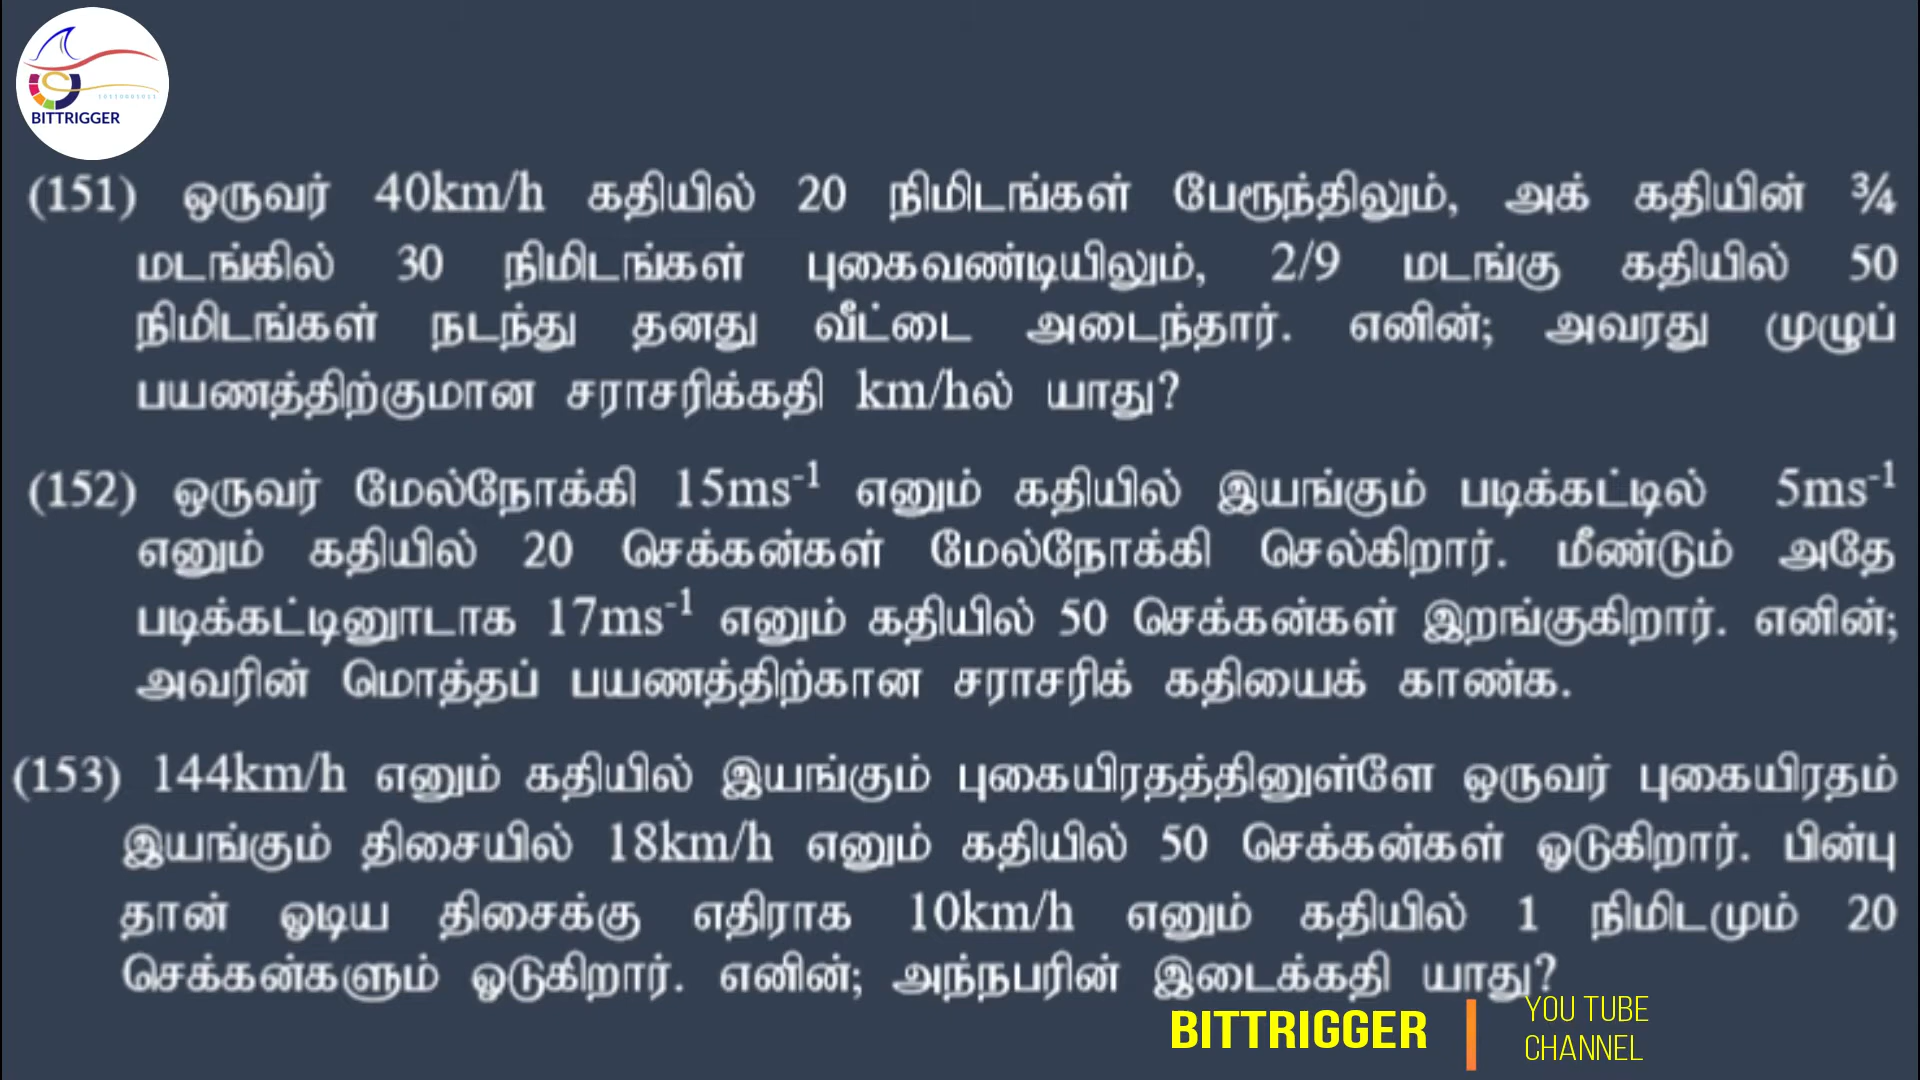 BITTRIGGER
(151) ஒருவர் 40km/h கதியில் 20 நிமிடங்கள் பேரூந்திலும், அக் கதியின் ¾
மடங்கில் 30 நிமிடங்கள் புகைவண்டியிலும், 2/9 மடங்கு கதியில் 50
நிமிடங்கள் நடந்து தனது வீட்டை அடைந்தார். எனின்; அவரது முழுப்
பயணத்திற்குமான சராசரிக்கதி km/hல் யாது?
(152) ஒருவர் மேல்நோக்கி 15ms⁻¹ எனும் கதியில் இயங்கும் படிக்கட்டில் 5ms⁻¹
எனும் கதியில் 20 செக்கன்கள் மேல்நோக்கி செல்கிறார். மீண்டும் அதே
படிக்கட்டினூடாக 17ms⁻¹ எனும் கதியில் 50 செக்கன்கள் இறங்குகிறார். எனின்;
அவரின் மொத்தப் பயணத்திற்கான சராசரிக் கதியைக் காண்க.
(153) 144km/h எனும் கதியில் இயங்கும் புகையிரதத்தினுள்ளே ஒருவர் புகையிரதம்
இயங்கும் திசையில் 18km/h எனும் கதியில் 50 செக்கன்கள் ஓடுகிறார். பின்பு
தான் ஓடிய திசைக்கு எதிராக 10km/h எனும் கதியில் 1 நிமிடமும் 20
செக்கன்களும் ஓடுகிறார். எனின்; அந்நபரின் இடைக்கதி யாது?
BITTRIGGER
YOU TUBE
CHANNEL